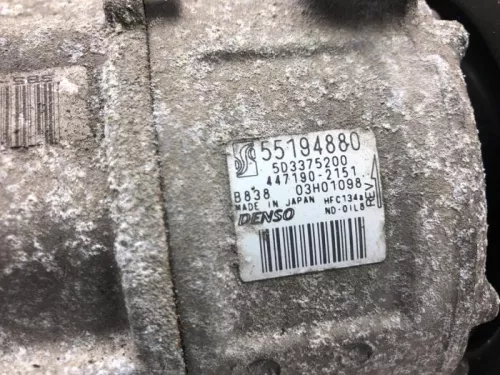 55194880
5D3375200
447190-2151
B838 03H01098 REV
MADE IN JAPAN HFC134a
DENSO ND-OIL8